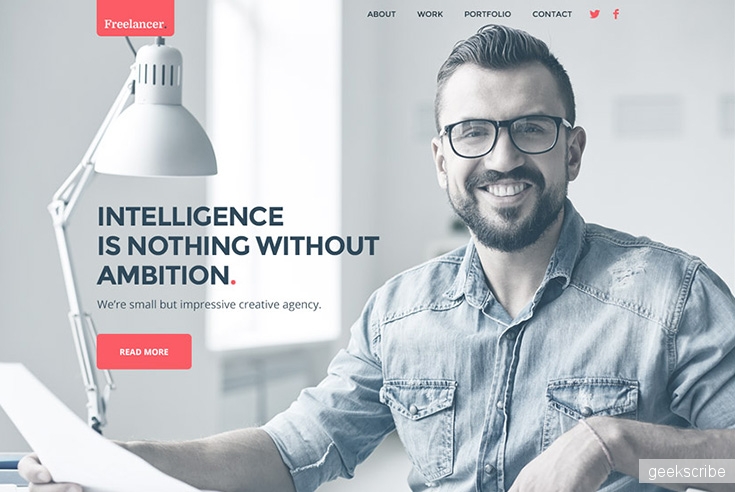 Freelancer.
ABOUT WORK PORTFOLIO CONTACT
INTELLIGENCE
IS NOTHING WITHOUT
AMBITION.
We're small but impressive creative agency.
READ MORE
geekscribe